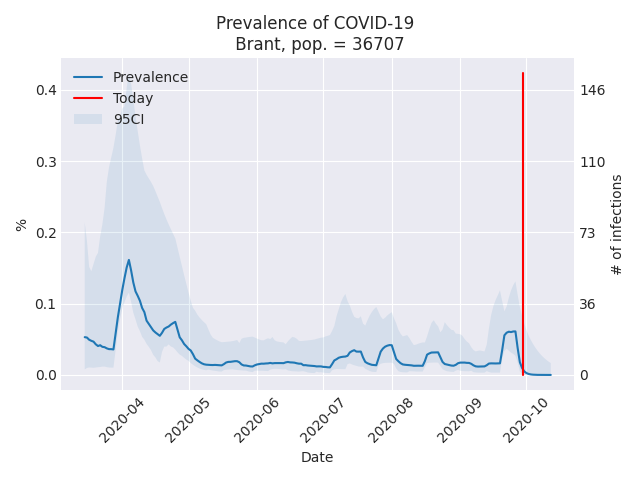 Prevalence of COVID-19
Brant, pop. = 36707
Prevalence
Today
95CI
0.4
0.3
0.2
0.1
0.0
%
146
110
73
36
0
# of infections
2020-04
2020-05
2020-06
2020-07
2020-08
2020-09
2020-10
Date